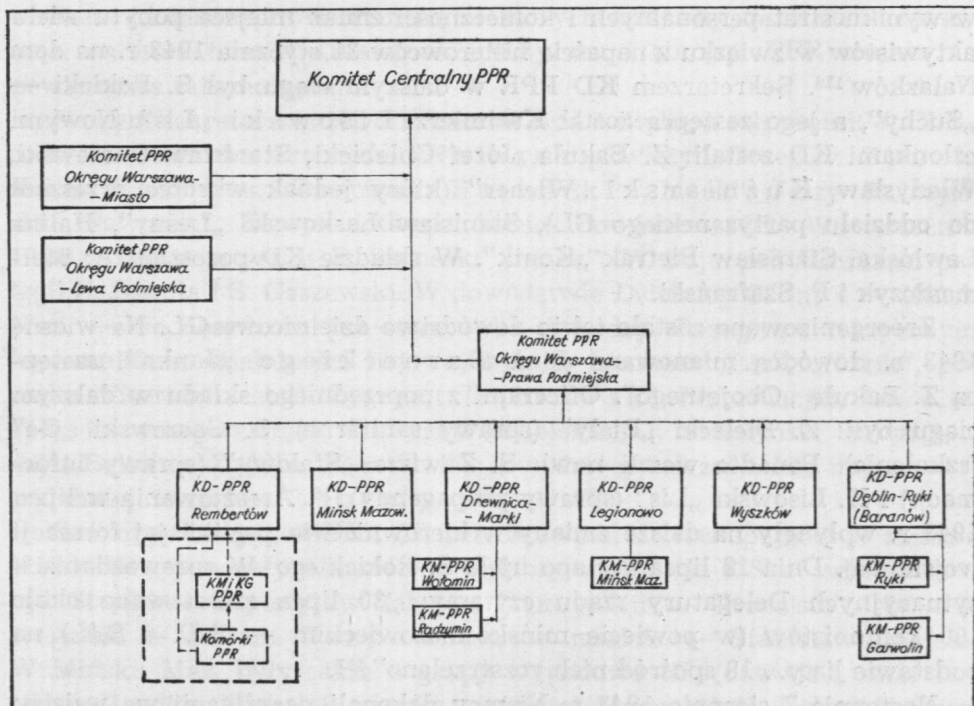 Komitet Centralny PPR
Komitet PPR
Okręgu Warszawa-
-Miasto
Komitet PPR
Okręgu Warszawa
-Lewa Podmiejska
Komitet PPR
Okręgu Warszawa-
-Prawa Podmiejska
KD-PPR
Rembertów
KD-PPR
Mińsk Mazow.
KD-PPR
Drewnica-
Marki
KD-PPR
Legionowo
KD-PPR
Wyszków
KD-PPR
Dęblin-Ryki
(Baranów)
KM i KG
PPR
Komórki
PPR
KM-PPR
Wołomin
KM-PPR
Radzymin
KM-PPR
Mińsk Maz.
KM-PPR
Ryki
KM-PPR
Garwolin